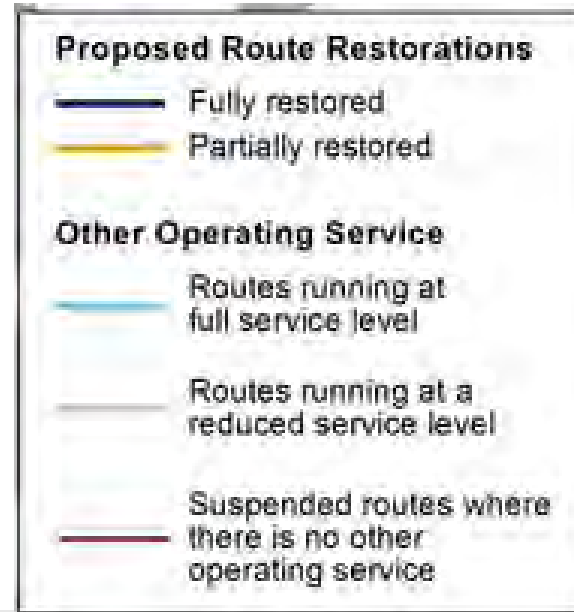 Proposed Route Restorations
Fully restored
Partially restored
Other Operating Service
Routes running at
full service level
Routes running at a
reduced service level
Suspended routes where
there is no other
operating service